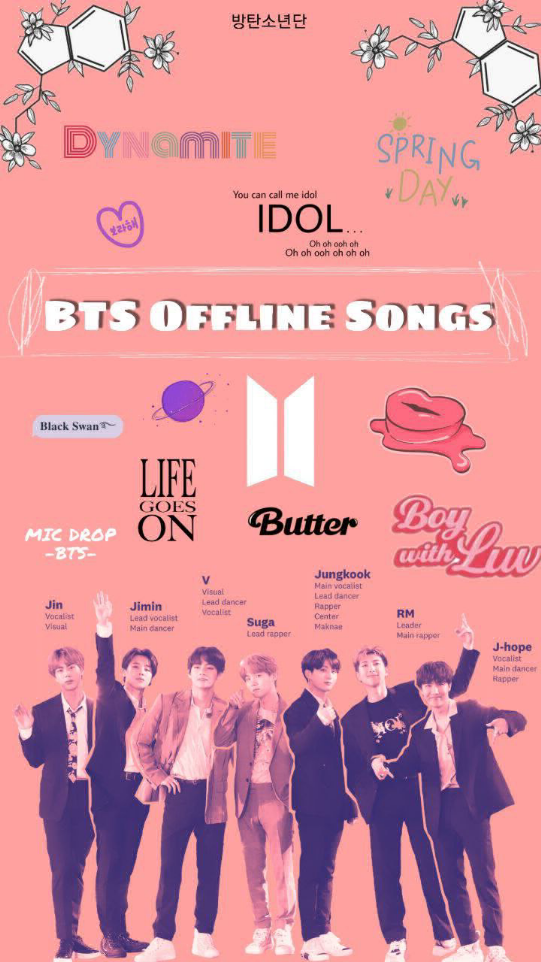 방탄소년단
DYNAMITE
SPRING
DAY
보라해
You can call me idol
IDOL...
Oh oh ooh oh
Oh oh ooh oh oh oh
BTS OFFLINE SONGS
Black Swan
LIFE
GOES
ON
MIC DROP
-BTS-
Butter
Boy
with Luv
Jin
Vocalist
Visual
Jimin
Lead vocalist
Main dancer
V
Visual
Lead dancer
Vocalist
Suga
Lead rapper
Jungkook
Main vocalist
Lead dancer
Rapper
Center
Maknae
RM
Leader
Main rapper
J-hope
Vocalist
Main dancer
Rapper